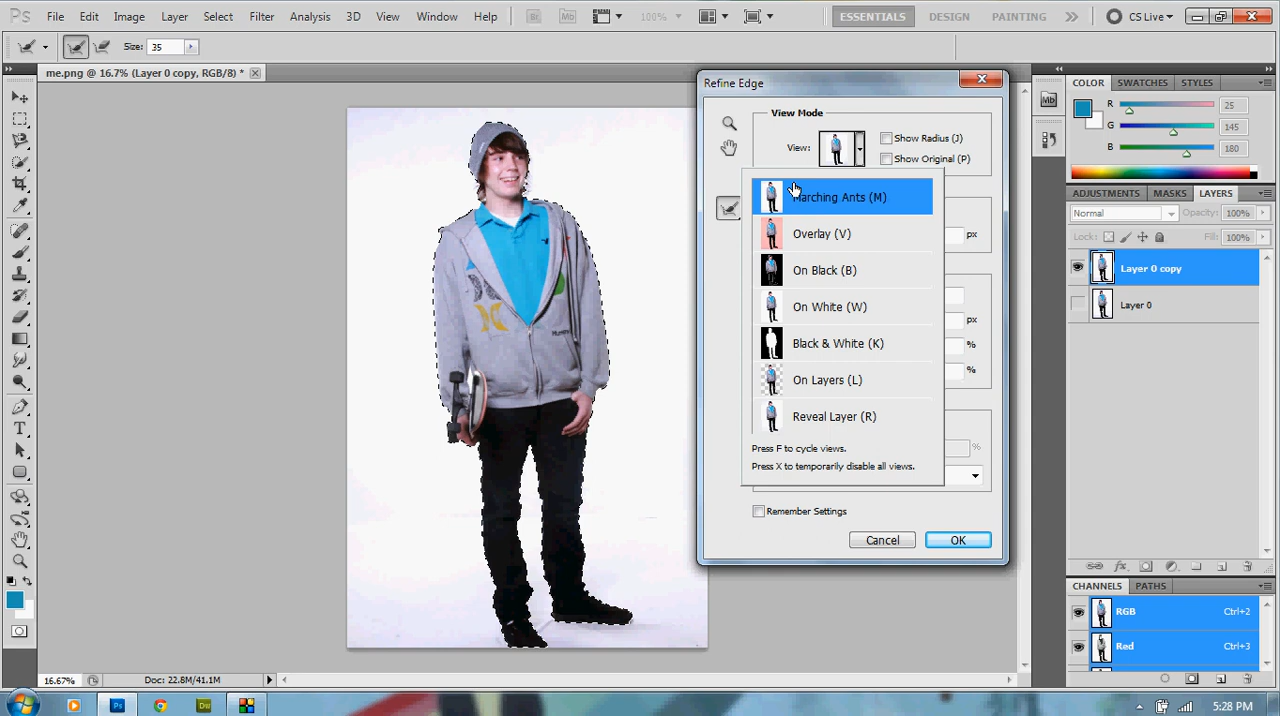 Ps File Edit Image Layer Select Filter Analysis 3D View Window Help Br Mb 100% ESSENTIALS DESIGN PAINTING CS Live
Size: 35
me.png @ 16.7% (Layer 0 copy, RGB/8) *
Refine Edge
View Mode
View:
Show Radius (J)
Show Original (P)
Marching Ants (M)
Overlay (V)
On Black (B)
On White (W)
Black & White (K)
On Layers (L)
Reveal Layer (R)
Press F to cycle views.
Press X to temporarily disable all views.
px
px
%
%
%
Remember Settings
Cancel OK
Mb
COLOR SWATCHES STYLES
R 25
G 145
B 180
ADJUSTMENTS MASKS LAYERS
Normal Opacity: 100%
Lock: Fill: 100%
Layer 0 copy
Layer 0
CHANNELS PATHS
RGB Ctrl+2
Red Ctrl+3
16.67% Doc: 22.8M/41.1M
Ps Dw 5:28 PM